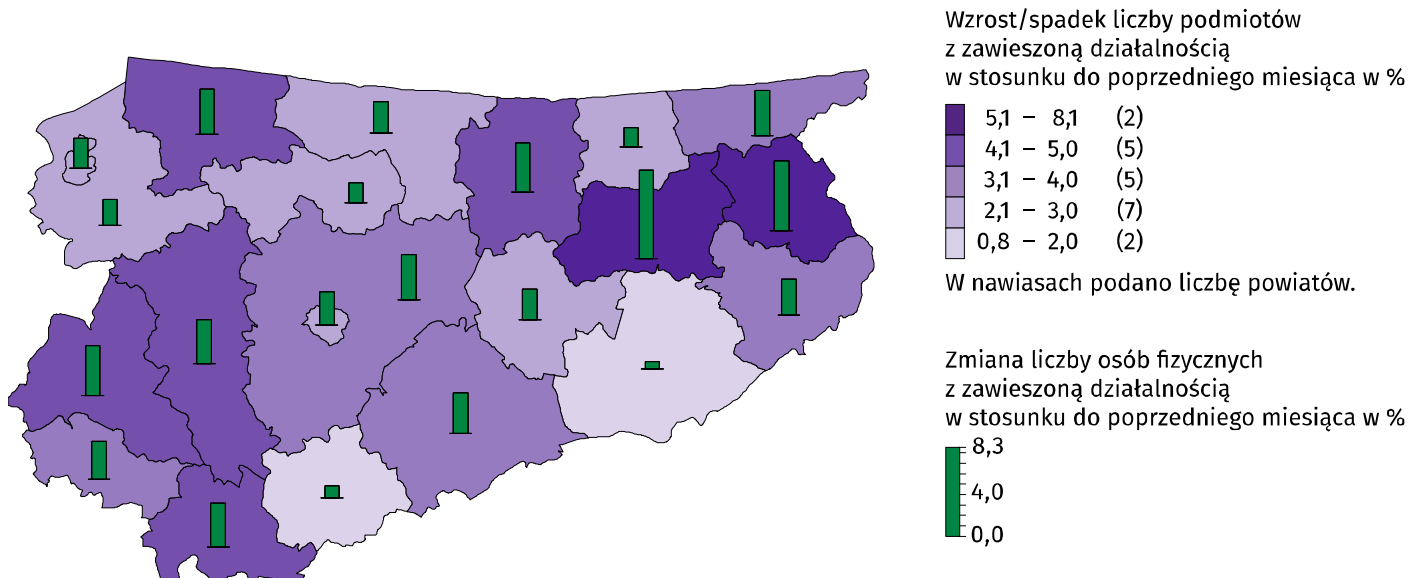 Wzrost/spadek liczby podmiotów
z zawieszoną działalnością
w stosunku do poprzedniego miesiąca w %
5,1 – 8,1 (2)
4,1 – 5,0 (5)
3,1 – 4,0 (5)
2,1 – 3,0 (7)
0,8 – 2,0 (2)
W nawiasach podano liczbę powiatów.
Zmiana liczby osób fizycznych
z zawieszoną działalnością
w stosunku do poprzedniego miesiąca w %
8,3
4,0
0,0